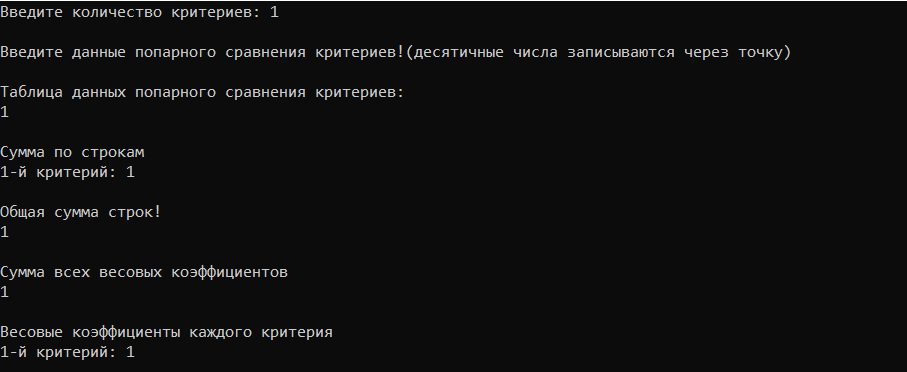 Введите количество критериев: 1
Введите данные попарного сравнения критериев!(десятичные числа записываются через точку)
Таблица данных попарного сравнения критериев:
1
Сумма по строкам
1-й критерий: 1
Общая сумма строк!
1
Сумма всех весовых коэффициентов
1
Весовые коэффициенты каждого критерия
1-й критерий: 1